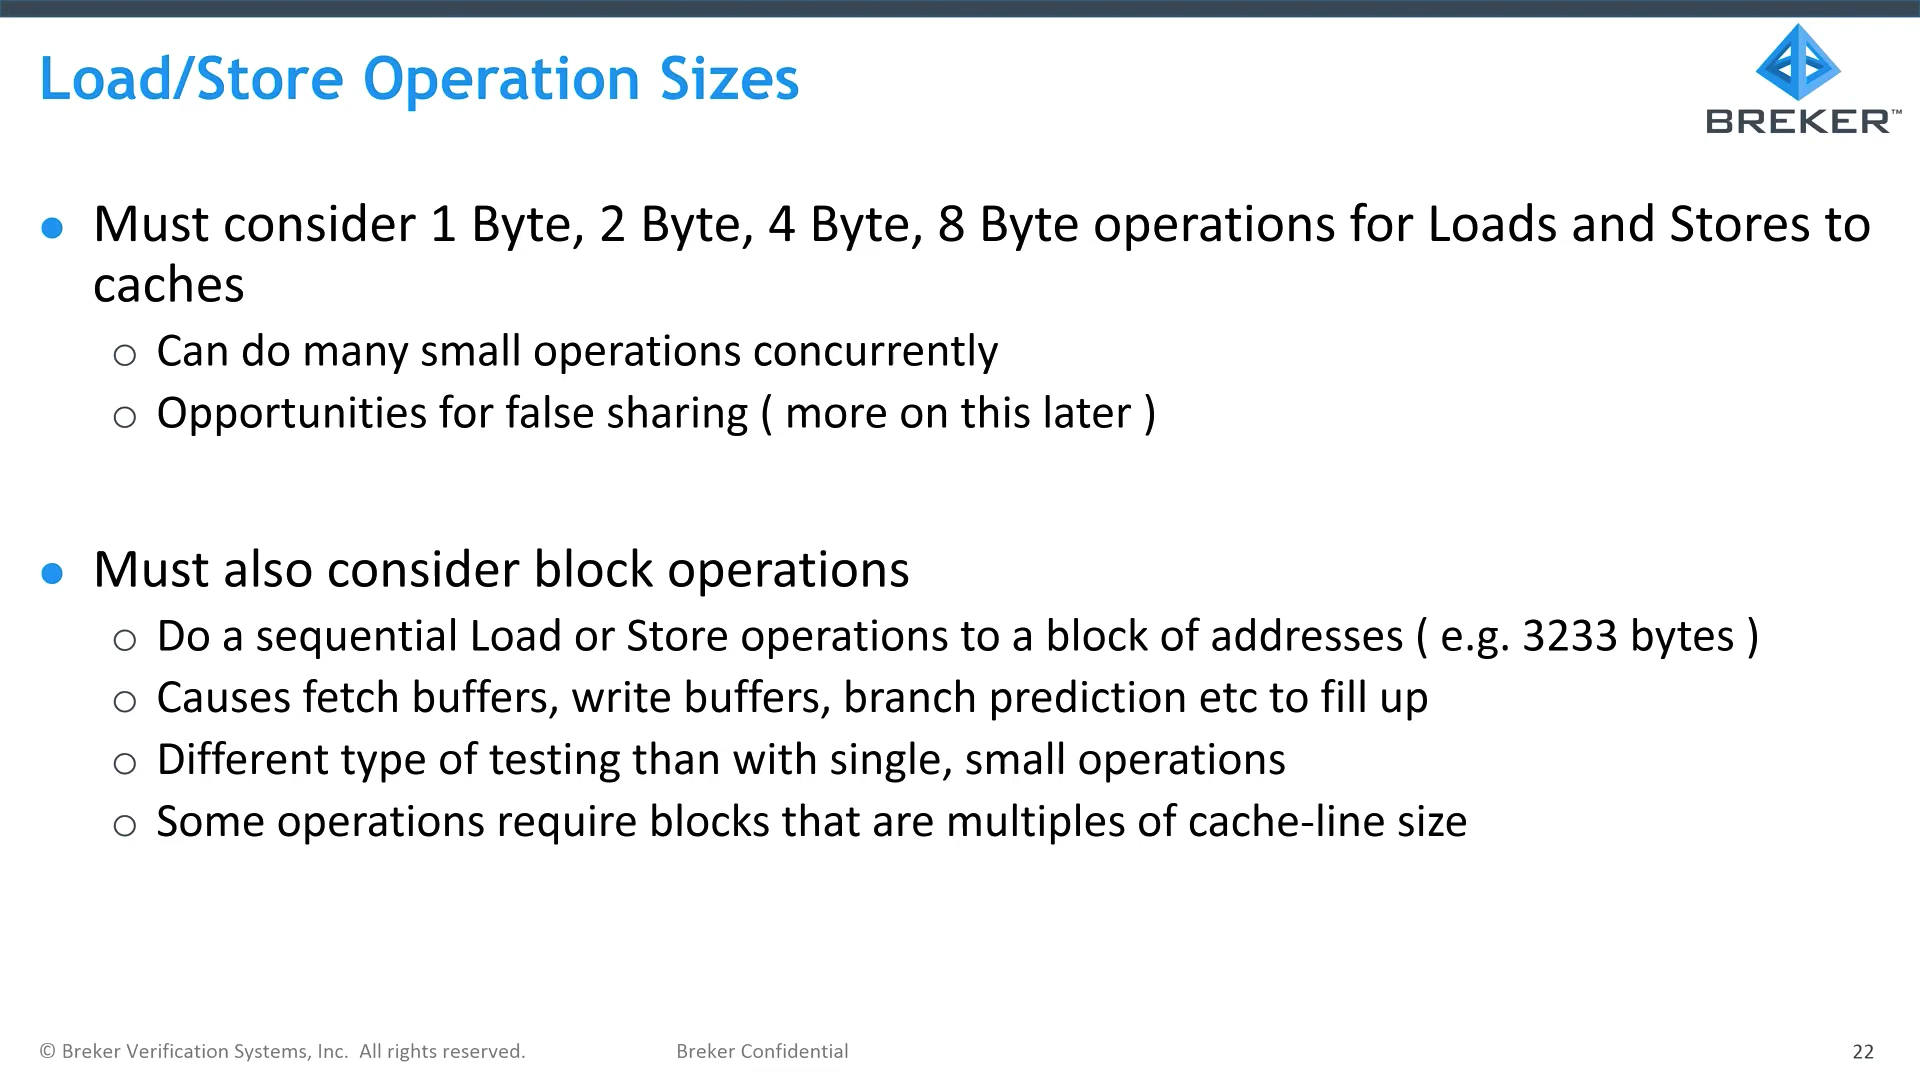 Load/Store Operation Sizes
BREKER™
● Must consider 1 Byte, 2 Byte, 4 Byte, 8 Byte operations for Loads and Stores to
caches
o Can do many small operations concurrently
o Opportunities for false sharing ( more on this later )
● Must also consider block operations
o Do a sequential Load or Store operations to a block of addresses ( e.g. 3233 bytes )
o Causes fetch buffers, write buffers, branch prediction etc to fill up
o Different type of testing than with single, small operations
o Some operations require blocks that are multiples of cache-line size
© Breker Verification Systems, Inc. All rights reserved.
Breker Confidential
22